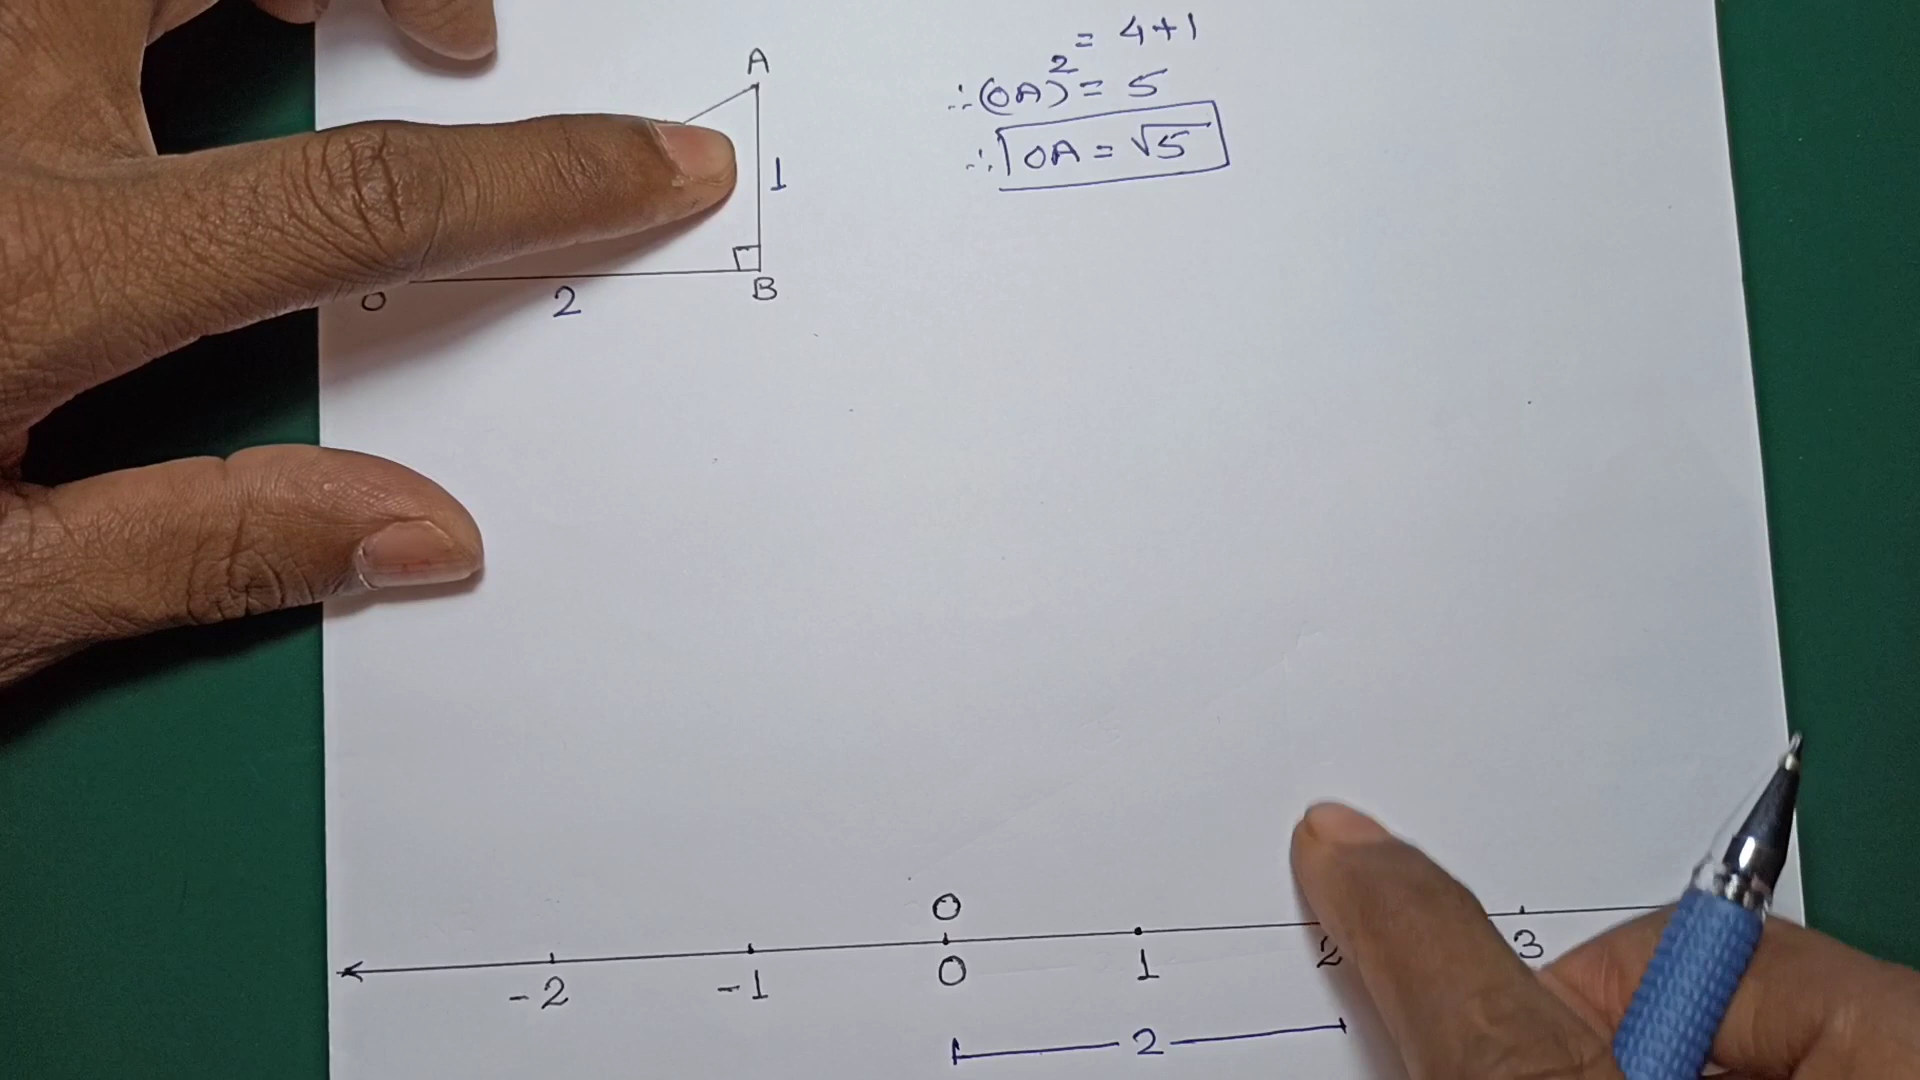 = 4+1
∴(OA)² = 5
∴ OA = √5
A
1
B
O
2
O
-2 -1 0 1 2 3
2